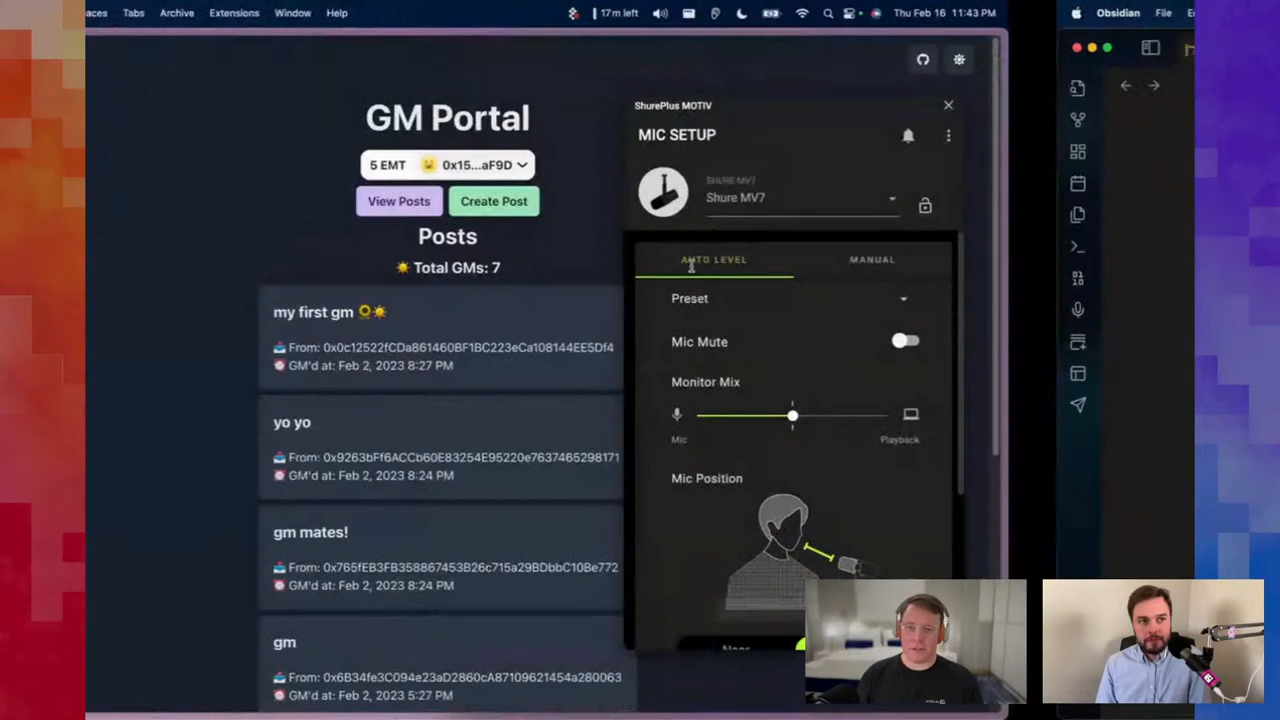 aces Tabs Archive Extensions Window Help
17m left
Thu Feb 16 11:43 PM
Obsidian File
GM Portal
5 EMT 0x15...aF9D
View Posts Create Post
Posts
Total GMs: 7
my first gm
From: 0x0c12522fCDa861460BF1BC223eCa108144EE5Df4
GM'd at: Feb 2, 2023 8:27 PM
yo yo
From: 0x9263bFf6ACCb60E83254E95220e7637465298171
GM'd at: Feb 2, 2023 8:24 PM
gm mates!
From: 0x765fEB3FB358867453B26c715a29BDbbC10Be772
GM'd at: Feb 2, 2023 8:24 PM
gm
From: 0x6B34fe3C094e23aD2860cA87109621454a280063
GM'd at: Feb 2, 2023 5:27 PM
ShurePlus MOTIV
MIC SETUP
SHURE MV7
Shure MV7
AUTO LEVEL MANUAL
Preset
Mic Mute
Monitor Mix
Mic Playback
Mic Position
Near